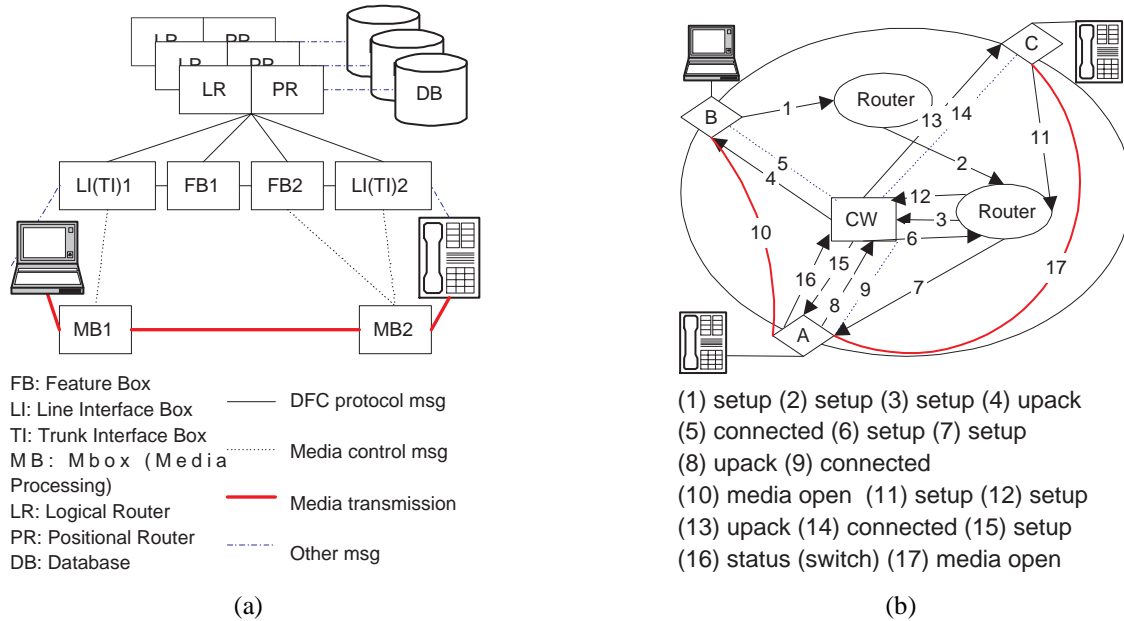 LR PR
LR PR
LR PR
DB
LI(TI)1 FB1 FB2 LI(TI)2
MB1 MB2
FB: Feature Box
LI: Line Interface Box
TI: Trunk Interface Box
MB: Mbox (Media
Processing)
LR: Logical Router
PR: Positional Router
DB: Database
DFC protocol msg
Media control msg
Media transmission
Other msg
(a)
C
B
1
Router
13
14
11
5
4
2
12
CW
3
Router
6
10
16
15
8
9
7
17
A
(1) setup (2) setup (3) setup (4) upack
(5) connected (6) setup (7) setup
(8) upack (9) connected
(10) media open (11) setup (12) setup
(13) upack (14) connected (15) setup
(16) status (switch) (17) media open
(b)